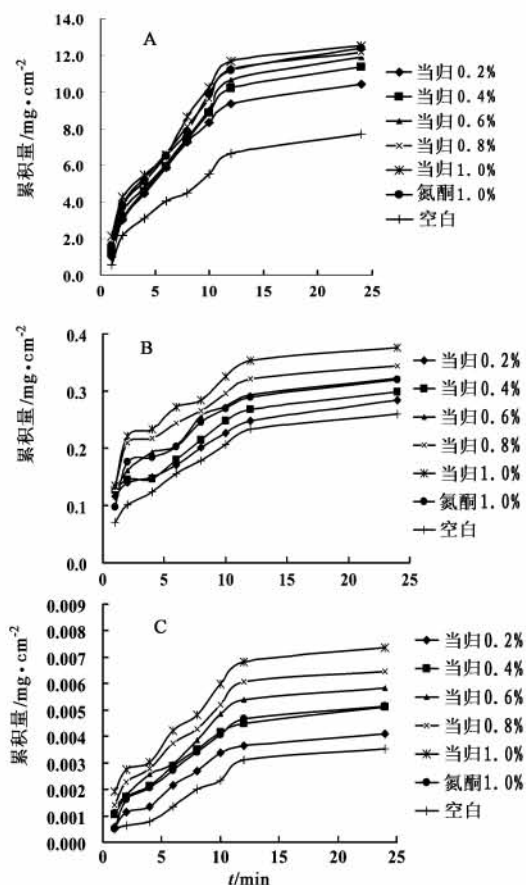 A
14.0
12.0
10.0
8.0
6.0
4.0
2.0
0.0
0 5 10 15 20 25
累积量/mg•cm⁻²
当归0.2%
当归0.4%
当归0.6%
当归0.8%
当归1.0%
氮酮1.0%
空白
B
0.4
0.3
0.2
0.1
0.0
0 5 10 15 20 25 30
累积量/mg•cm⁻²
当归0.2%
当归0.4%
当归0.6%
当归0.8%
当归1.0%
氮酮1.0%
空白
C
0.009
0.008
0.007
0.006
0.005
0.004
0.003
0.002
0.001
0.000
0 5 10 15 20 25 30
累积量/mg•cm⁻²
t/min
当归0.2%
当归0.4%
当归0.6%
当归0.8%
当归1.0%
氮酮1.0%
空白